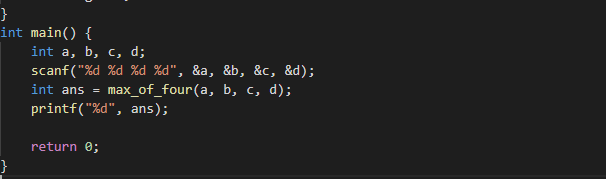 }
int main() {
    int a, b, c, d;
    scanf("%d %d %d %d", &a, &b, &c, &d);
    int ans = max_of_four(a, b, c, d);
    printf("%d", ans);

    return 0;
}